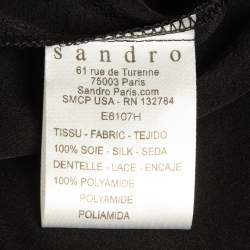 sandro
61 rue de Turenne
75003 Paris
Sandro Paris.com
SMCP USA - RN 132784
E6107H
TISSU - FABRIC - TEJIDO
100% SOIE - SILK - SEDA
DENTELLE - LACE - ENCAJE
100% POLYAMIDE
POLYAMIDE
POLIAMIDA